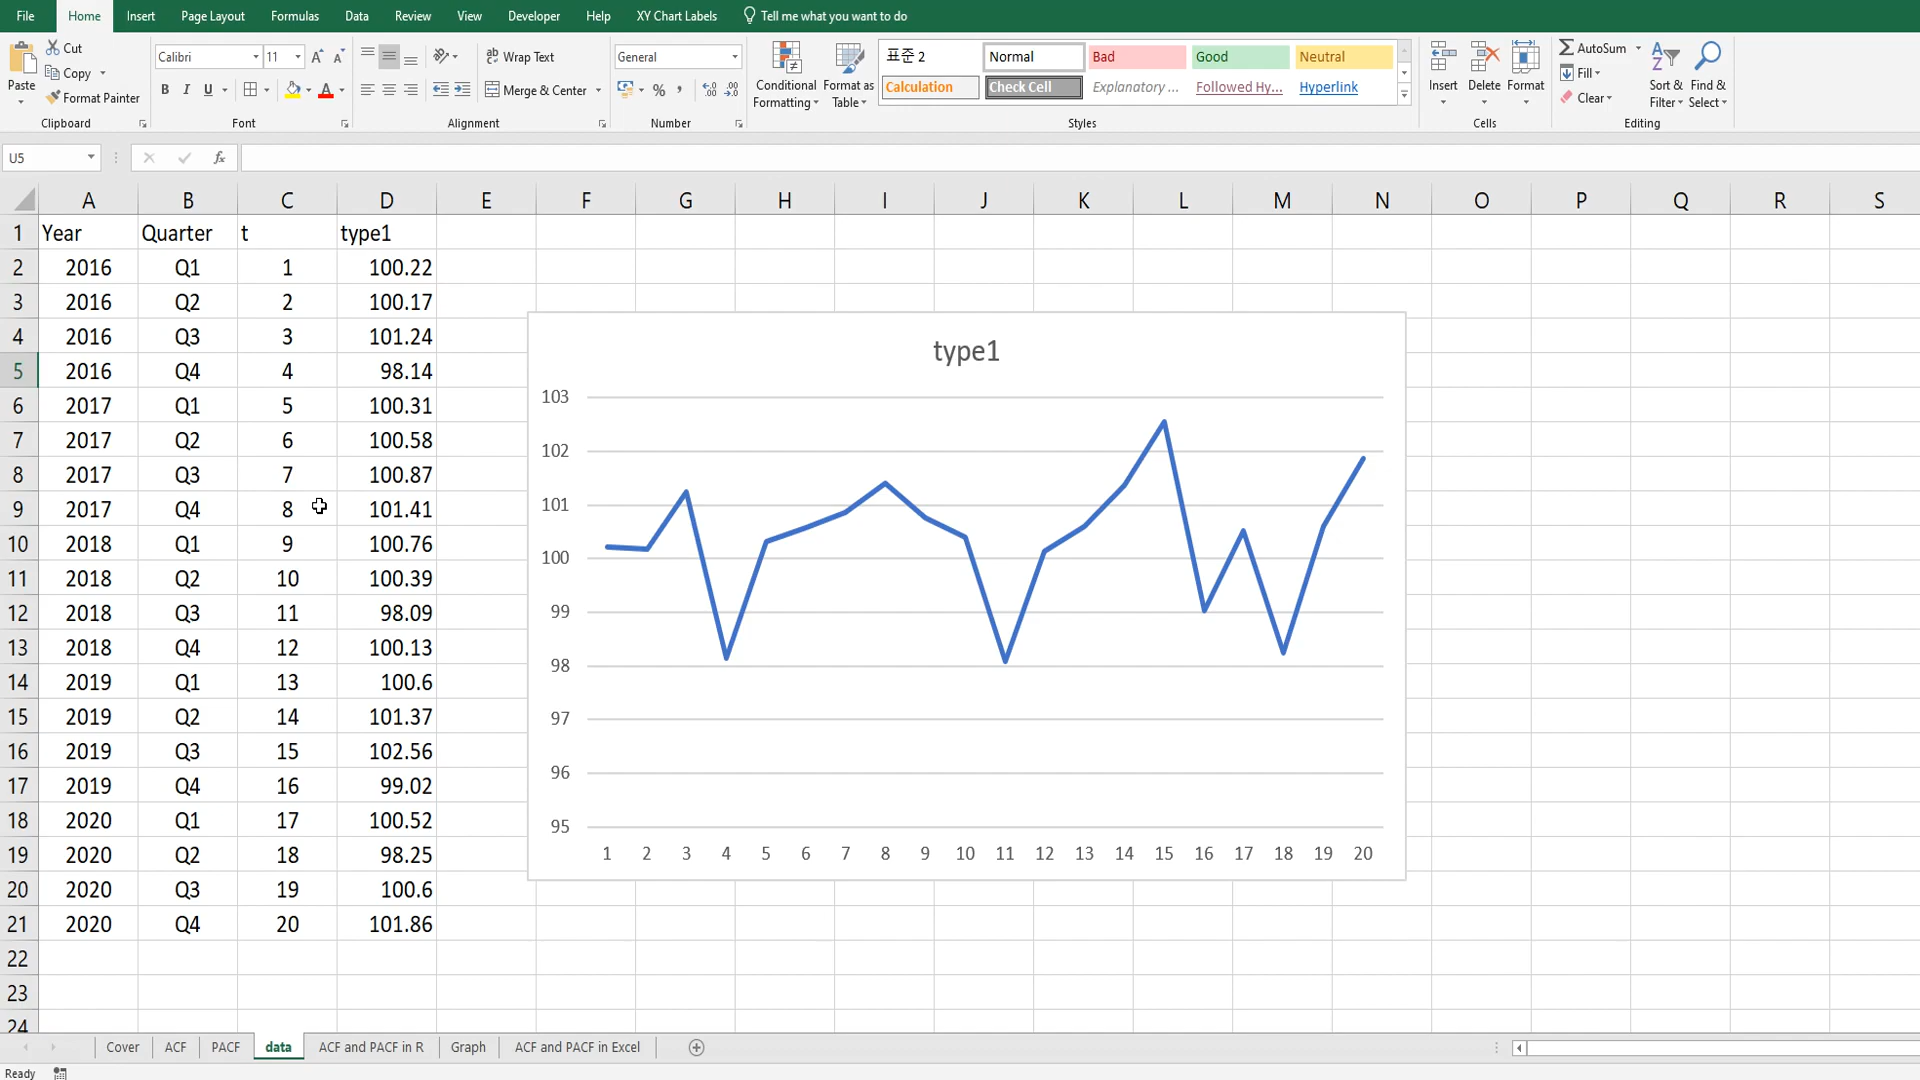 File Home Insert Page Layout Formulas Data Review View Developer Help XY Chart Labels Tell me what you want to do
Paste Cut Copy Format Painter
Clipboard
Calibri 11 B I U A
Font
Wrap Text Merge & Center
Alignment
General % ,
Number
Conditional Formatting Format as Table
표준 2 Normal Bad Good Neutral
Calculation Check Cell Explanatory ... Followed Hy... Hyperlink
Styles
Insert Delete Format
Cells
AutoSum Fill Clear Sort & Filter Find & Select
Editing
U5 fx
A B C D E F G H I J K L M N O P Q R S
1 Year Quarter t type1
2 2016 Q1 1 100.22
3 2016 Q2 2 100.17
4 2016 Q3 3 101.24
5 2016 Q4 4 98.14
6 2017 Q1 5 100.31
7 2017 Q2 6 100.58
8 2017 Q3 7 100.87
9 2017 Q4 8 101.41
10 2018 Q1 9 100.76
11 2018 Q2 10 100.39
12 2018 Q3 11 98.09
13 2018 Q4 12 100.13
14 2019 Q1 13 100.6
15 2019 Q2 14 101.37
16 2019 Q3 15 102.56
17 2019 Q4 16 99.02
18 2020 Q1 17 100.52
19 2020 Q2 18 98.25
20 2020 Q3 19 100.6
21 2020 Q4 20 101.86
22
23
24
type1
103
102
101
100
99
98
97
96
95
1 2 3 4 5 6 7 8 9 10 11 12 13 14 15 16 17 18 19 20
Cover ACF PACF data ACF and PACF in R Graph ACF and PACF in Excel
Ready